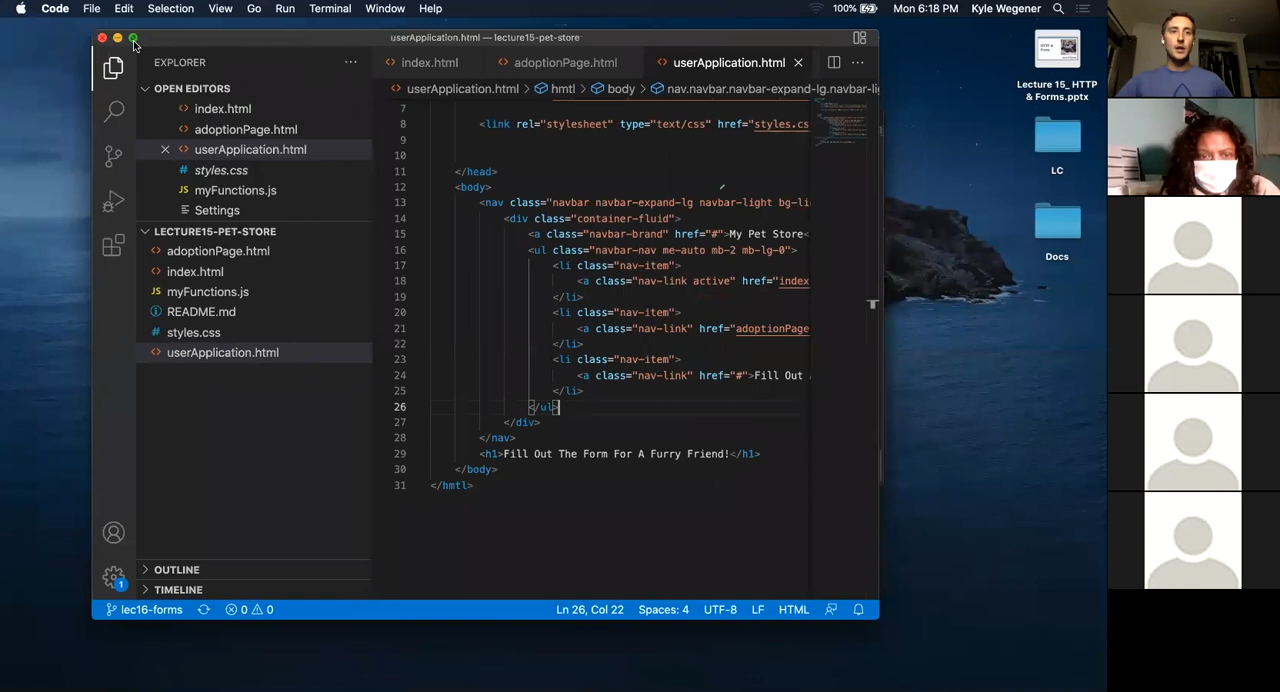 Code File Edit Selection View Go Run Terminal Window Help 100% Mon 6:18 PM Kyle Wegener
userApplication.html — lecture15-pet-store
EXPLORER
index.html adoptionPage.html userApplication.html
OPEN EDITORS
userApplication.html > hmtl > body > nav.navbar.navbar-expand-lg.navbar-lig
index.html
adoptionPage.html
userApplication.html
styles.css
myFunctions.js
Settings
LECTURE15-PET-STORE
adoptionPage.html
index.html
myFunctions.js
README.md
styles.css
userApplication.html
OUTLINE
TIMELINE
7
8 <link rel="stylesheet" type="text/css" href="styles.cs
9
10
11 </head>
12 <body>
13 <nav class="navbar navbar-expand-lg navbar-light bg-li
14 <div class="container-fluid">
15 <a class="navbar-brand" href="#">My Pet Store<
16 <ul class="navbar-nav me-auto mb-2 mb-lg-0">
17 <li class="nav-item">
18 <a class="nav-link active" href="index
19 </li>
20 <li class="nav-item">
21 <a class="nav-link" href="adoptionPage
22 </li>
23 <li class="nav-item">
24 <a class="nav-link" href="#">Fill Out
25 </li>
26 </ul>
27 </div>
28 </nav>
29 <h1>Fill Out The Form For A Furry Friend!</h1>
30 </body>
31 </hmtl>
1
lec16-forms 0 0 Ln 26, Col 22 Spaces: 4 UTF-8 LF HTML
HTTP &
Forms
Lecture 15_ HTTP
& Forms.pptx
LC
Docs